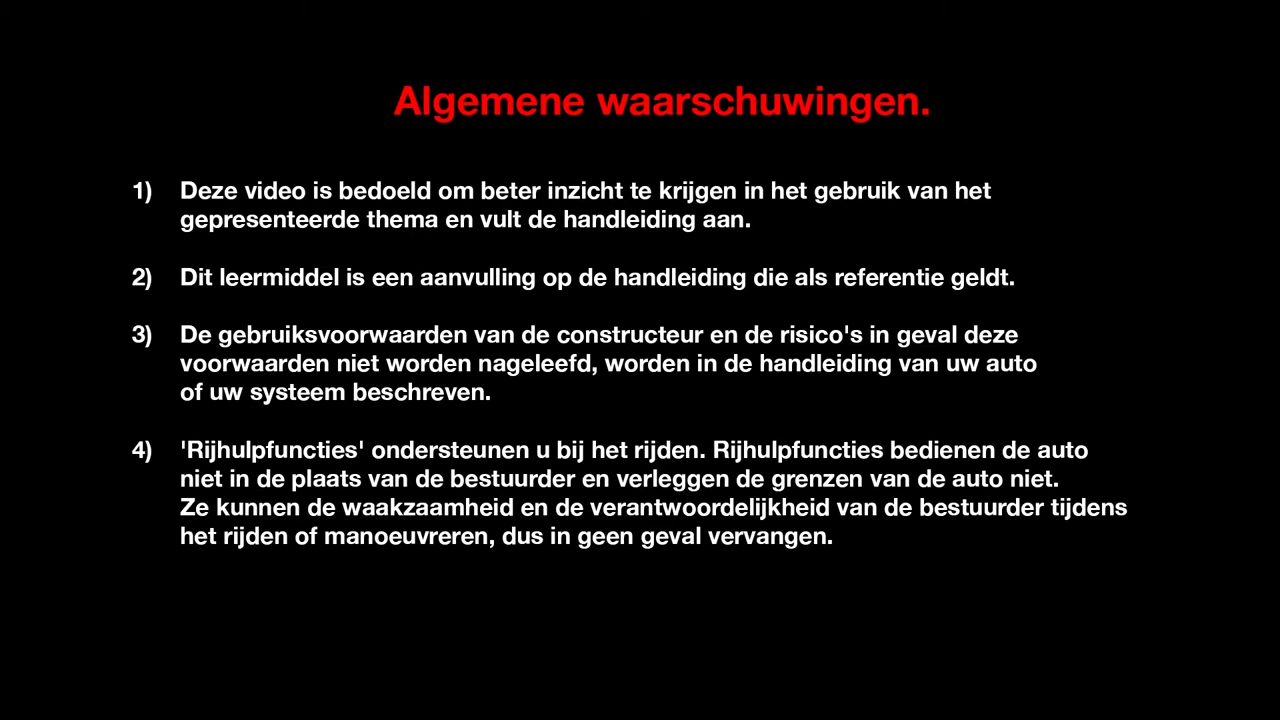 Algemene waarschuwingen.
1) Deze video is bedoeld om beter inzicht te krijgen in het gebruik van het
gepresenteerde thema en vult de handleiding aan.
2) Dit leermiddel is een aanvulling op de handleiding die als referentie geldt.
3) De gebruiksvoorwaarden van de constructeur en de risico's in geval deze
voorwaarden niet worden nageleefd, worden in de handleiding van uw auto
of uw systeem beschreven.
4) 'Rijhulpfuncties' ondersteunen u bij het rijden. Rijhulpfuncties bedienen de auto
niet in de plaats van de bestuurder en verleggen de grenzen van de auto niet.
Ze kunnen de waakzaamheid en de verantwoordelijkheid van de bestuurder tijdens
het rijden of manoeuvreren, dus in geen geval vervangen.